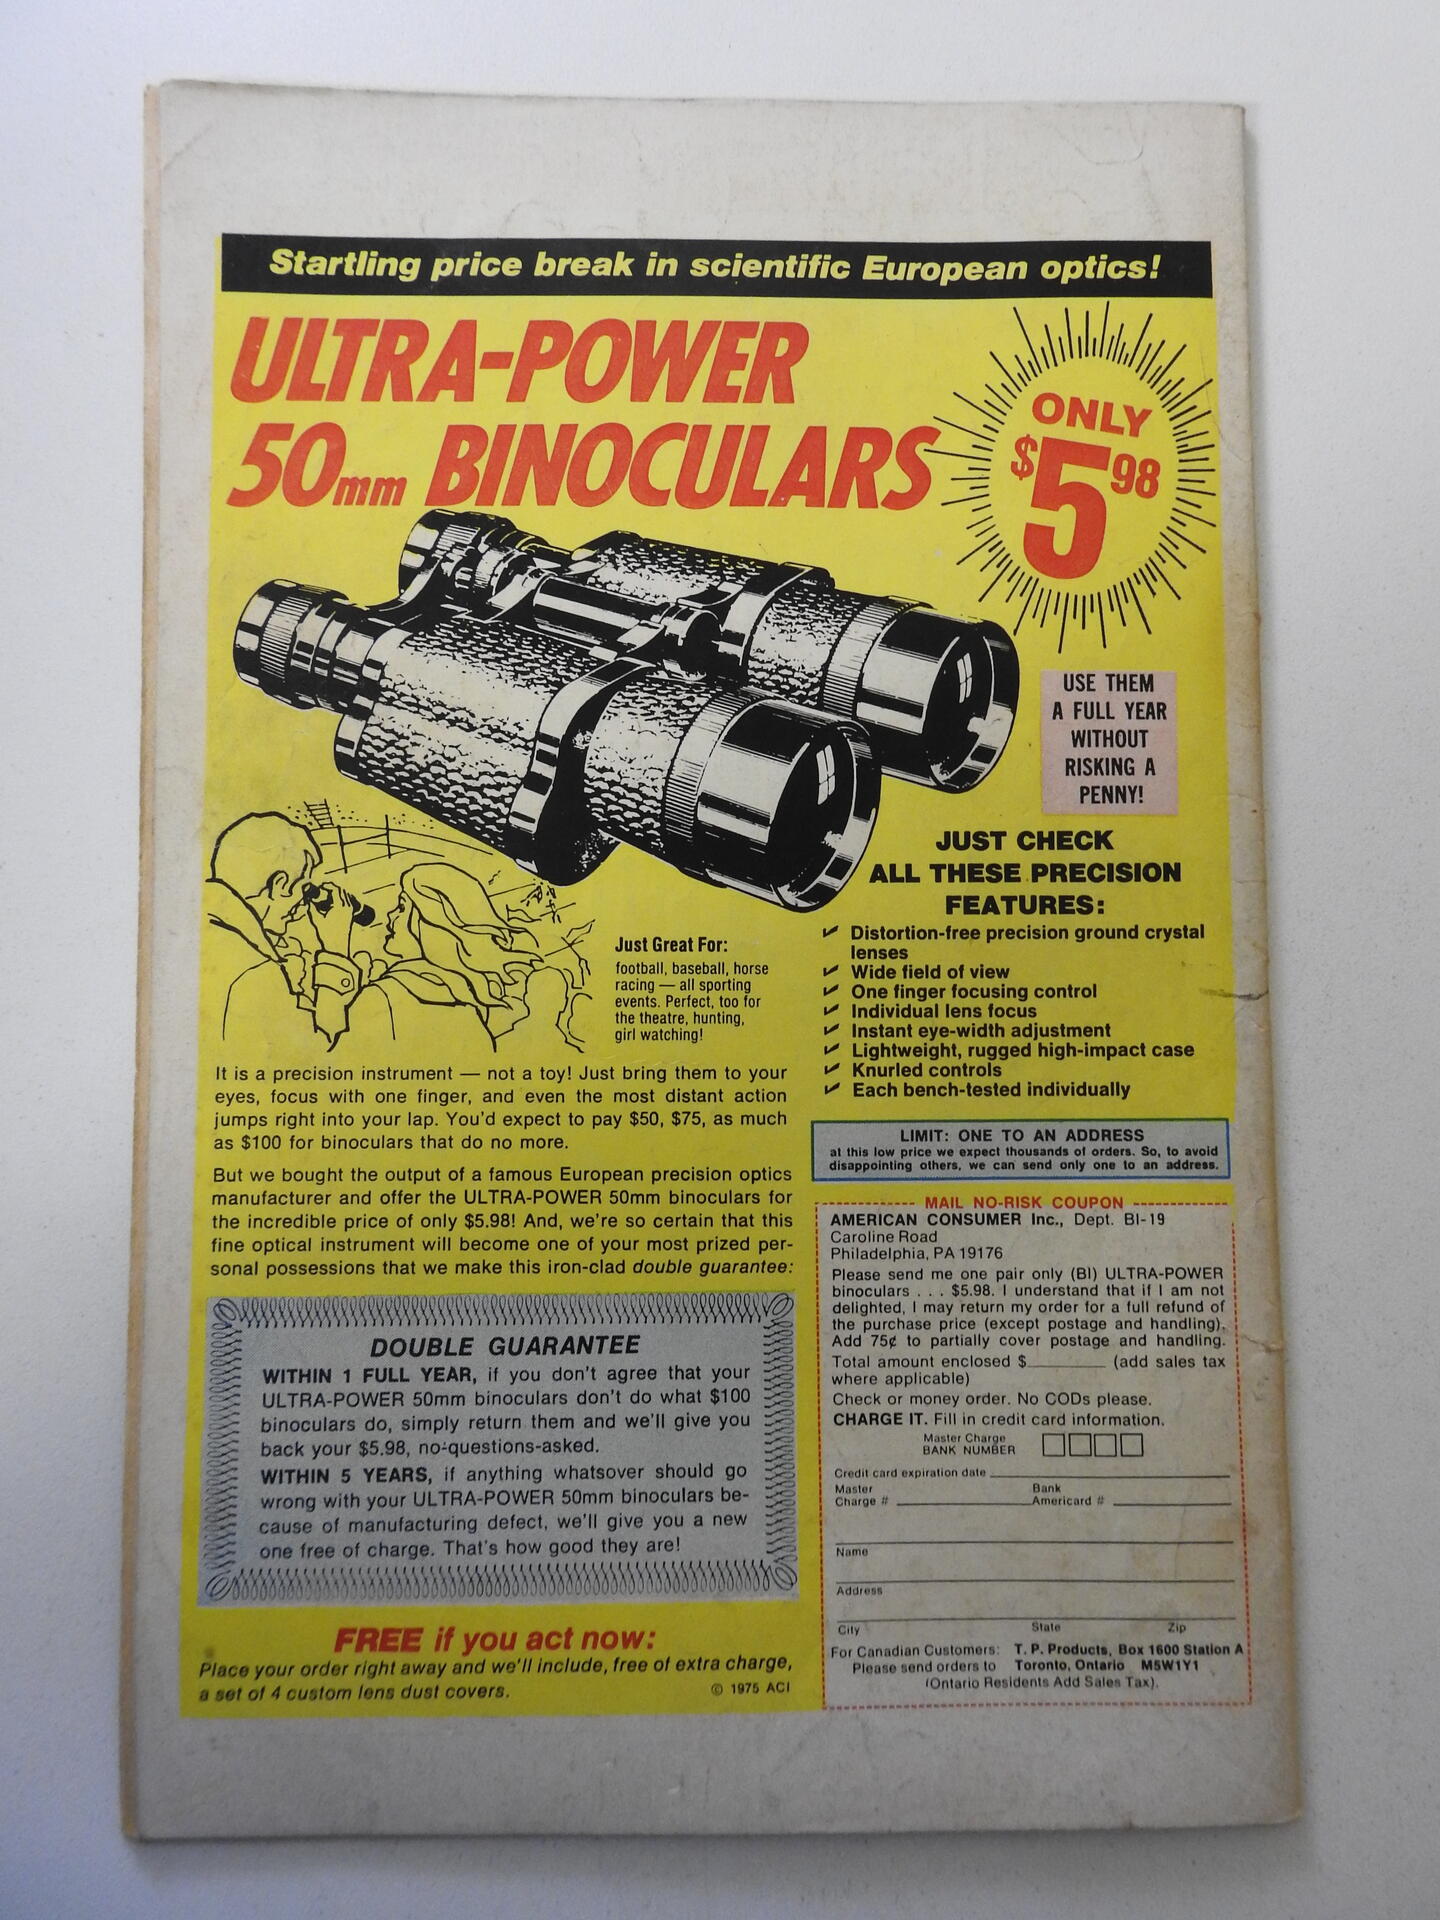 Startling price break in scientific European optics!
ULTRA-POWER
50mm BINOCULARS
ONLY
$5 98
USE THEM
A FULL YEAR
WITHOUT
RISKING A
PENNY!
JUST CHECK
ALL THESE PRECISION
FEATURES:
✔ Distortion-free precision ground crystal
lenses
✔ Wide field of view
✔ One finger focusing control
✔ Individual lens focus
✔ Instant eye-width adjustment
✔ Lightweight, rugged high-impact case
✔ Knurled controls
✔ Each bench-tested individually
Just Great For:
football, baseball, horse
racing — all sporting
events. Perfect, too for
the theatre, hunting,
girl watching!
It is a precision instrument — not a toy! Just bring them to your
eyes, focus with one finger, and even the most distant action
jumps right into your lap. You'd expect to pay $50, $75, as much
as $100 for binoculars that do no more.
But we bought the output of a famous European precision optics
manufacturer and offer the ULTRA-POWER 50mm binoculars for
the incredible price of only $5.98! And, we're so certain that this
fine optical instrument will become one of your most prized per-
sonal possessions that we make this iron-clad double guarantee:
DOUBLE GUARANTEE
WITHIN 1 FULL YEAR, if you don't agree that your
ULTRA-POWER 50mm binoculars don't do what $100
binoculars do, simply return them and we'll give you
back your $5.98, no-questions-asked.
WITHIN 5 YEARS, if anything whatsover should go
wrong with your ULTRA-POWER 50mm binoculars be-
cause of manufacturing defect, we'll give you a new
one free of charge. That's how good they are!
FREE if you act now:
Place your order right away and we'll include, free of extra charge,
a set of 4 custom lens dust covers.
© 1975 ACI
LIMIT: ONE TO AN ADDRESS
at this low price we expect thousands of orders. So, to avoid
disappointing others, we can send only one to an address.
MAIL NO-RISK COUPON
AMERICAN CONSUMER Inc., Dept. BI-19
Caroline Road
Philadelphia, PA 19176
Please send me one pair only (BI) ULTRA-POWER
binoculars . . . $5.98. I understand that if I am not
delighted, I may return my order for a full refund of
the purchase price (except postage and handling).
Add 75¢ to partially cover postage and handling.
Total amount enclosed $________ (add sales tax
where applicable)
Check or money order. No CODs please.
CHARGE IT. Fill in credit card information.
Master Charge
BANK NUMBER
Credit card expiration date
Master Bank
Charge # Americard #
Name
Address
City State Zip
For Canadian Customers: T. P. Products, Box 1600 Station A
Please send orders to Toronto, Ontario M5W1Y1
(Ontario Residents Add Sales Tax).